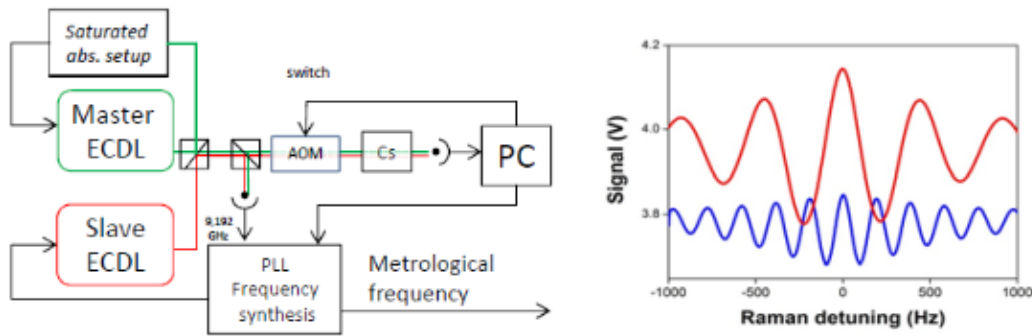 Saturated
abs. setup
switch
Master
ECDL
AOM
Cs
PC
9,192
GHz
Slave
ECDL
PLL
Frequency
synthesis
Metrological
frequency
4.2
4.0
3.8
Signal (V)
-1000
-500
0
500
1000
Raman detuning (Hz)